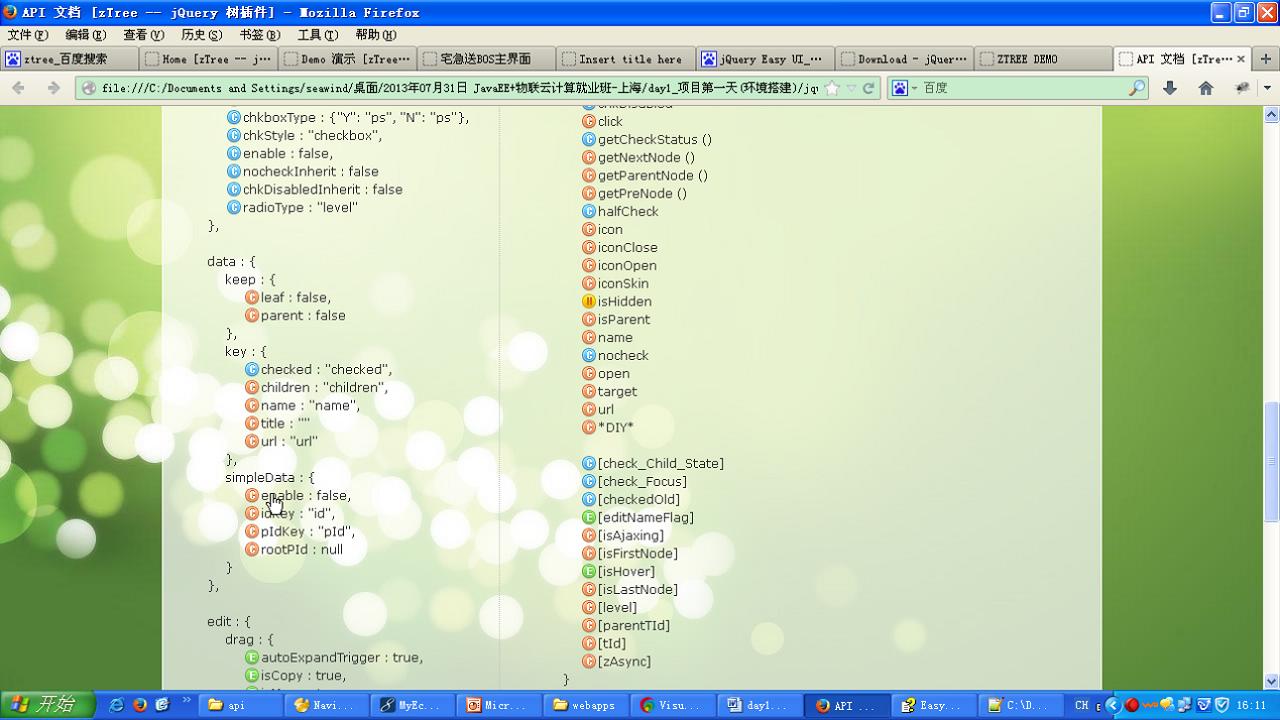 API 文档 [zTree -- jQuery 树插件] - Mozilla Firefox
文件(F) 编辑(E) 查看(V) 历史(S) 书签(B) 工具(T) 帮助(H)
ztree_百度搜索 Home [zTree -- j… Demo 演示 [zTree… 宅急送BOS主界面 Insert title here jQuery Easy UI_… Download - jQuer… ZTREE DEMO API 文档 [zTre…
file:///C:/Documents and Settings/seawind/桌面/2013年07月31日 JavaEE+物联云计算就业班-上海/day1_项目第一天(环境搭建)/jq 百度
chkboxType : {"Y": "ps", "N": "ps"},
chkStyle : "checkbox",
enable : false,
nocheckInherit : false
chkDisabledInherit : false
radioType : "level"
},
data : {
keep : {
leaf : false,
parent : false
},
key : {
checked : "checked",
children : "children",
name : "name",
title : ""
url : "url"
},
simpleData : {
enable : false,
idKey : "id",
pIdKey : "pId",
rootPId : null
}
},
edit : {
drag : {
autoExpandTrigger : true,
isCopy : true,
chkDisabled
click
getCheckStatus ()
getNextNode ()
getParentNode ()
getPreNode ()
halfCheck
icon
iconClose
iconOpen
iconSkin
isHidden
isParent
name
nocheck
open
target
url
*DIY*
[check_Child_State]
[check_Focus]
[checkedOld]
[editNameFlag]
[isAjaxing]
[isFirstNode]
[isHover]
[isLastNode]
[level]
[parentTId]
[tId]
[zAsync]
}
开始 api Navi... MyEc... Micr... webapps Visu... day1... API ... Easy... C:\D... CH 16:11